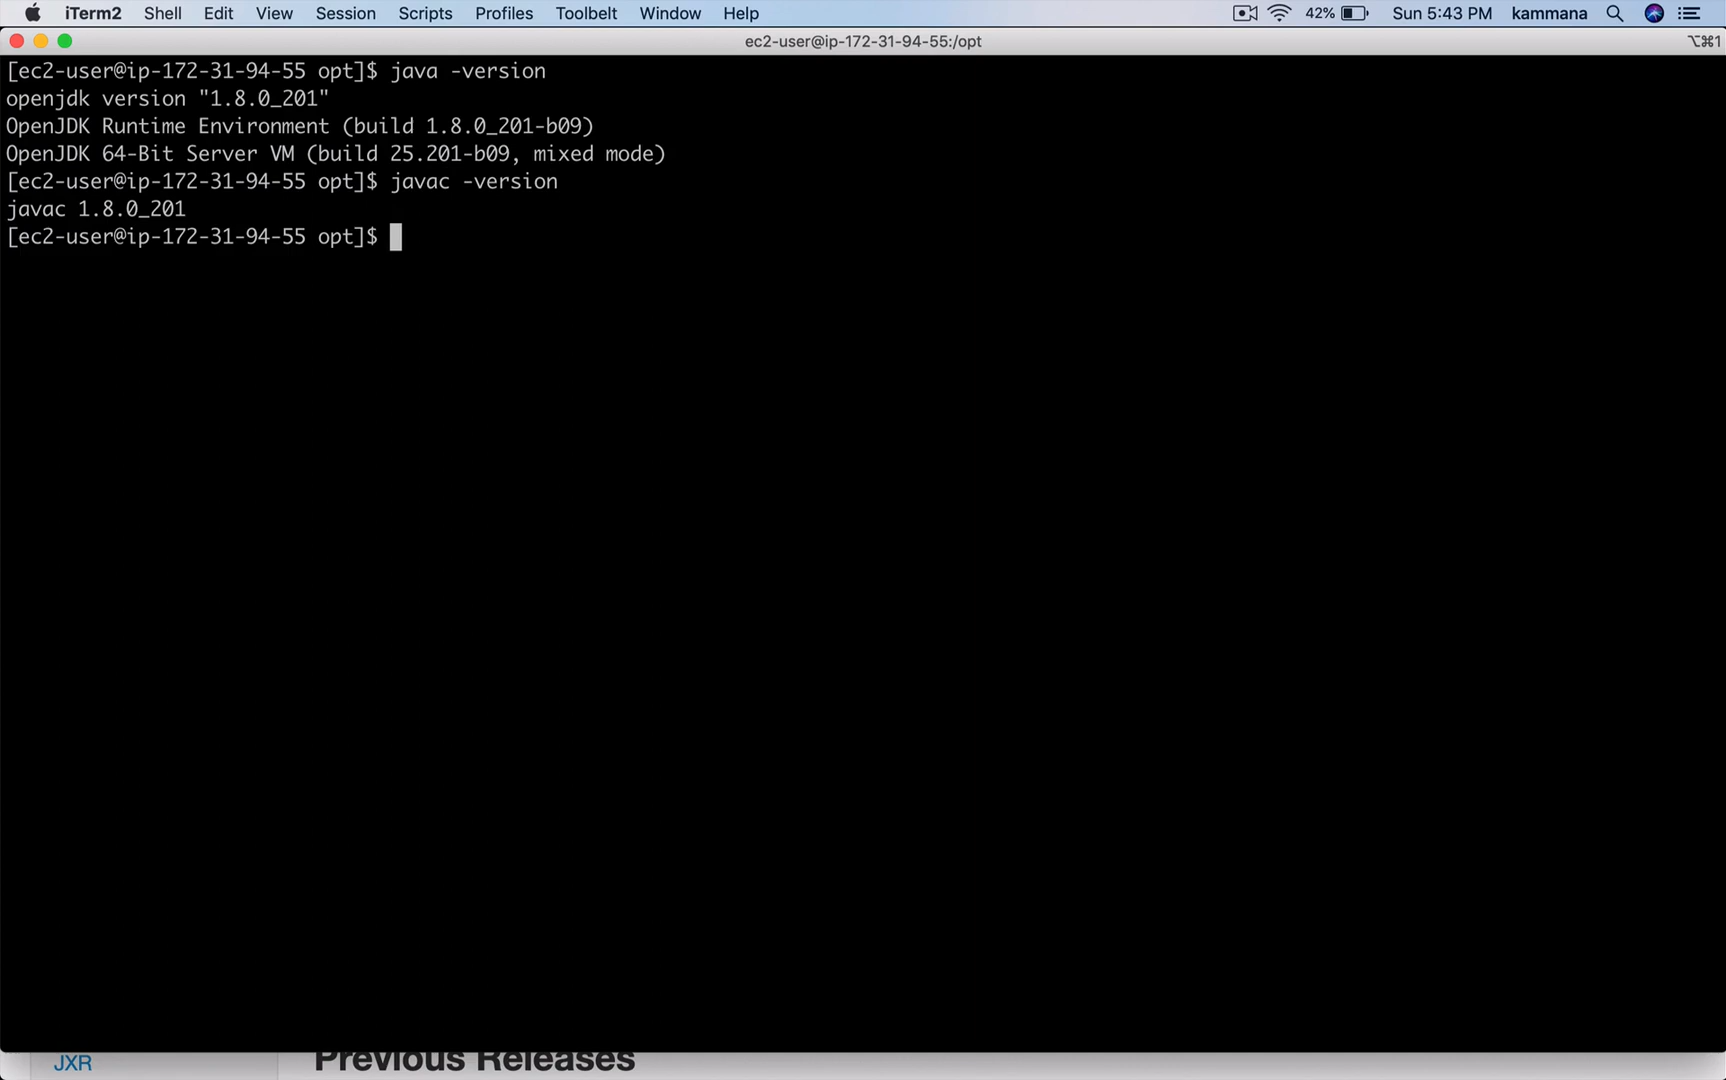 iTerm2 Shell Edit View Session Scripts Profiles Toolbelt Window Help 42% Sun 5:43 PM kammana
ec2-user@ip-172-31-94-55:/opt ⌥⌘1
[ec2-user@ip-172-31-94-55 opt]$ java -version
openjdk version "1.8.0_201"
OpenJDK Runtime Environment (build 1.8.0_201-b09)
OpenJDK 64-Bit Server VM (build 25.201-b09, mixed mode)
[ec2-user@ip-172-31-94-55 opt]$ javac -version
javac 1.8.0_201
[ec2-user@ip-172-31-94-55 opt]$
JXR Previous Releases